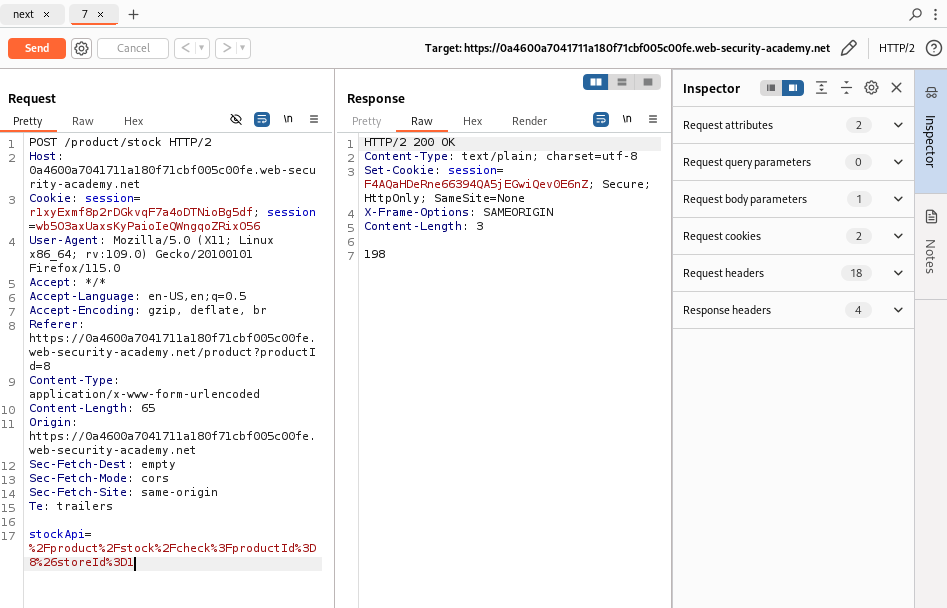 next × 7 × +
Send Cancel < > Target: https://0a4600a7041711a180f71cbf005c00fe.web-security-academy.net HTTP/2 ?
Request
Pretty Raw Hex \n
1 POST /product/stock HTTP/2
2 Host:
0a4600a7041711a180f71cbf005c00fe.web-secu
rity-academy.net
3 Cookie: session=
r1xyExmf8p2rDGkvqF7a4oDTNioBg5df; session
=wb5O3axUaxsKyPaioIeQWngqoZRixO56
4 User-Agent: Mozilla/5.0 (X11; Linux
x86_64; rv:109.0) Gecko/20100101
Firefox/115.0
5 Accept: */*
6 Accept-Language: en-US,en;q=0.5
7 Accept-Encoding: gzip, deflate, br
8 Referer:
https://0a4600a7041711a180f71cbf005c00fe.
web-security-academy.net/product?productI
d=8
9 Content-Type:
application/x-www-form-urlencoded
10 Content-Length: 65
11 Origin:
https://0a4600a7041711a180f71cbf005c00fe.
web-security-academy.net
12 Sec-Fetch-Dest: empty
13 Sec-Fetch-Mode: cors
14 Sec-Fetch-Site: same-origin
15 Te: trailers
16
17 stockApi=
%2Fproduct%2Fstock%2Fcheck%3FproductId%3D
8%26storeId%3D1
Response
Pretty Raw Hex Render \n
1 HTTP/2 200 OK
2 Content-Type: text/plain; charset=utf-8
3 Set-Cookie: session=
F4AQaHDeRne66394QA5jEGwiQevOE6nZ; Secure;
HttpOnly; SameSite=None
4 X-Frame-Options: SAMEORIGIN
5 Content-Length: 3
6
7 198
Inspector
Request attributes 2
Request query parameters 0
Request body parameters 1
Request cookies 2
Request headers 18
Response headers 4
Inspector
Notes